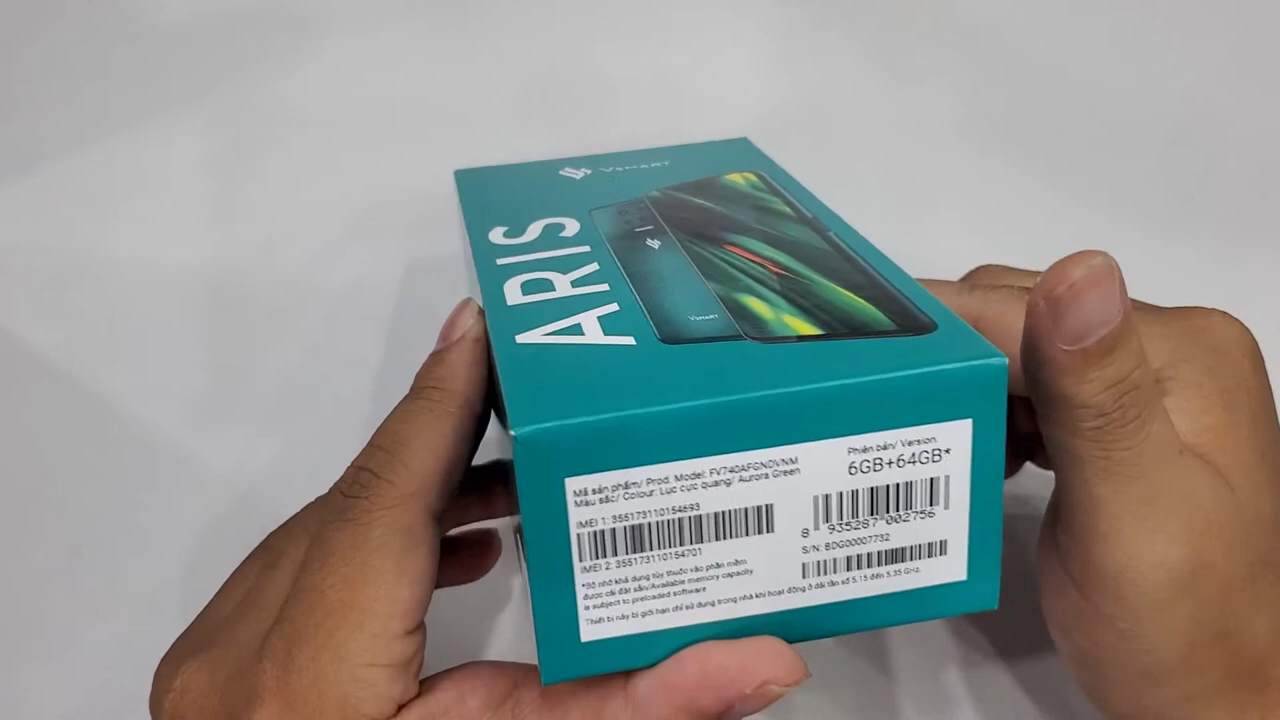 VSMART
ARIS
VSMART
Mã sản phẩm/ Prod. Model: FV740AFGNDVNM
Màu sắc/ Colour: Lục cực quang/ Aurora Green
Phiên bản/ Version.
6GB+64GB*
IMEI 1: 355173110154693
IMEI 2: 355173110154701
8 935287 002756
S/N: BDG00007732
*Bộ nhớ khả dụng tùy thuộc vào phần mềm
được cài đặt sẵn/Available memory capacity
is subject to preloaded software
Thiết bị này bị giới hạn chỉ sử dụng trong nhà khi hoạt động ở dải tần số 5.15 đến 5.35 GHz.